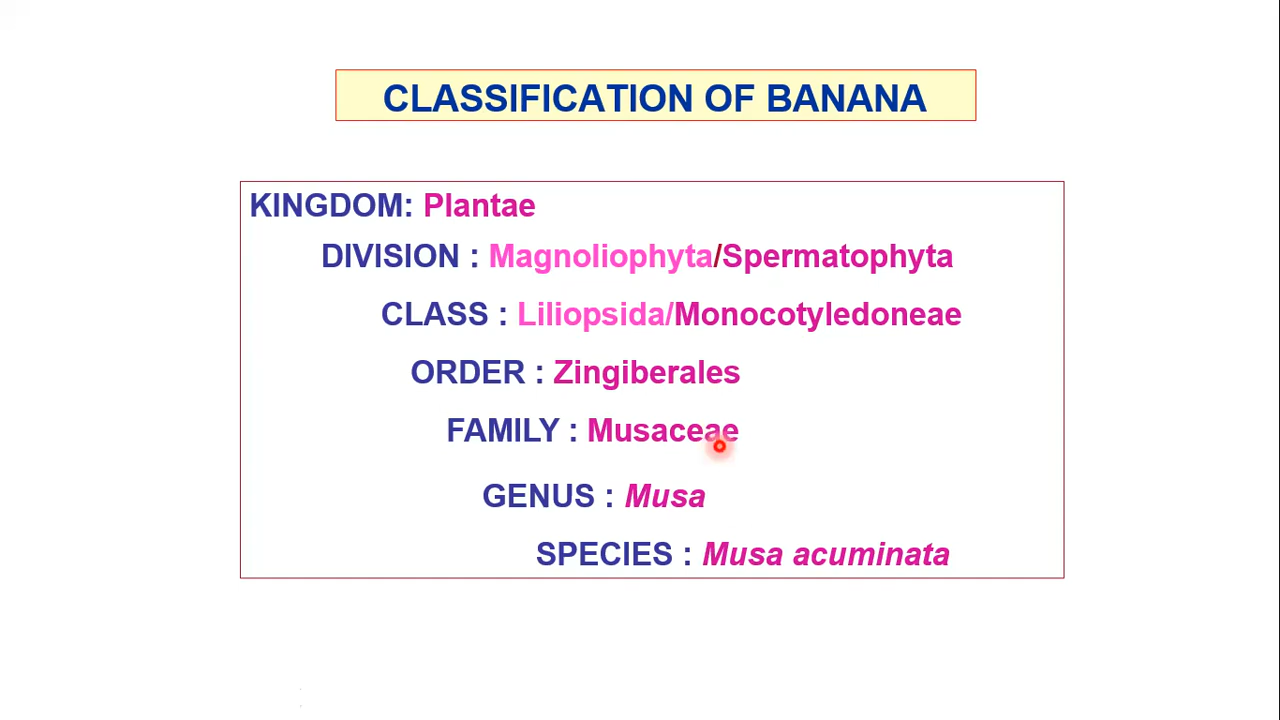 CLASSIFICATION OF BANANA
KINGDOM: Plantae
DIVISION : Magnoliophyta/Spermatophyta
CLASS : Liliopsida/Monocotyledoneae
ORDER : Zingiberales
FAMILY : Musaceae
GENUS : Musa
SPECIES : Musa acuminata